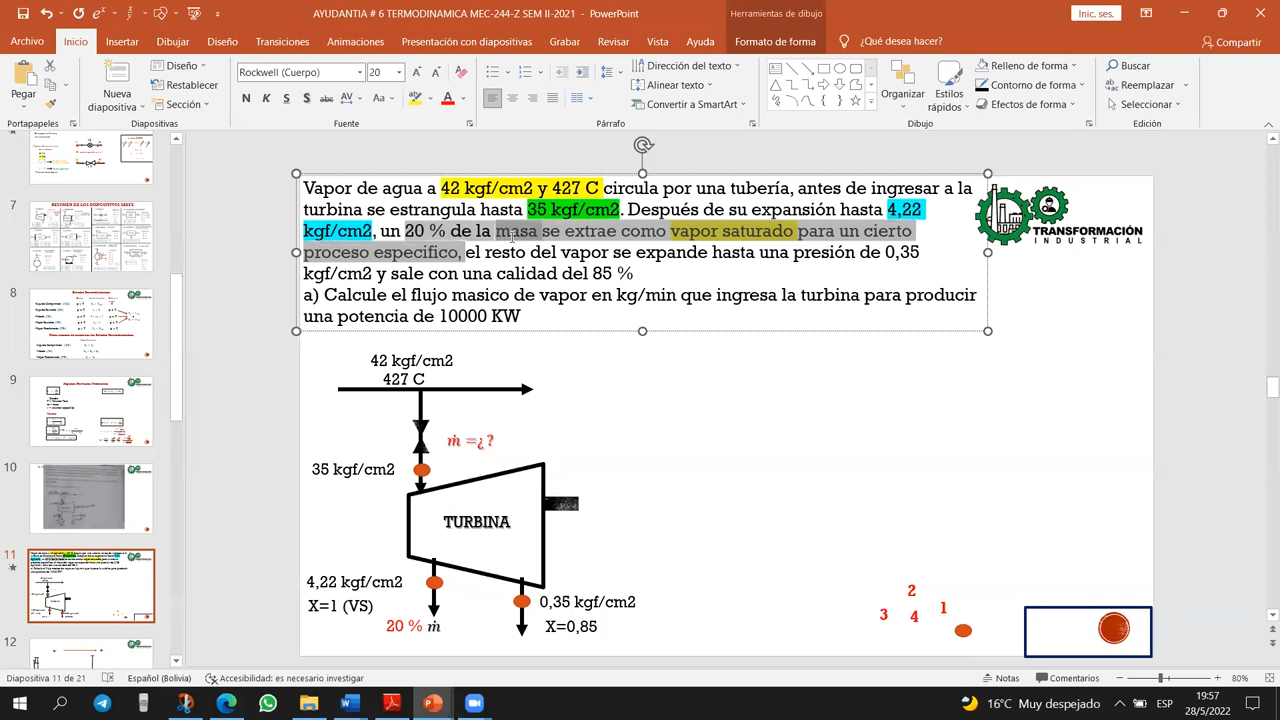 AYUDANTIA # 6 TERMODINAMICA MEC-244-Z SEM II-2021 - PowerPoint
Herramientas de dibujo
Inic. ses.
Archivo Inicio Insertar Dibujar Diseño Transiciones Animaciones Presentación con diapositivas Grabar Revisar Vista Ayuda Formato de forma ¿Qué desea hacer? Compartir
Pegar
Nueva diapositiva
Diseño
Restablecer
Sección
Rockwell (Cuerpo) 20
N K S S abc AV Aa A
Dirección del texto
Alinear texto
Convertir a SmartArt
Organizar
Estilos rápidos
Relleno de forma
Contorno de forma
Efectos de forma
Buscar
Reemplazar
Seleccionar
Portapapeles Diapositivas Fuente Párrafo Dibujo Edición
7
9
10
11
12
Vapor de agua a 42 kgf/cm2 y 427 C circula por una tubería, antes de ingresar a la
turbina se estrangula hasta 35 kgf/cm2. Después de su expansión hasta 4,22
kgf/cm2, un 20 % de la masa se extrae como vapor saturado para un cierto
proceso especifico, el resto del vapor se expande hasta una presión de 0,35
kgf/cm2 y sale con una calidad del 85 %
a) Calcule el flujo masico de vapor en kg/min que ingresa la turbina para producir
una potencia de 10000 KW
TRANSFORMACIÓN
INDUSTRIAL
42 kgf/cm2
427 C
ṁ =¿?
35 kgf/cm2
TURBINA
4,22 kgf/cm2
X=1 (VS)
20 % ṁ
0,35 kgf/cm2
X=0,85
2
3 4 1
Diapositiva 11 de 21 Español (Bolivia) Accesibilidad: es necesario investigar Notas Comentarios 80%
16°C Muy despejado ESP 19:57
28/5/2022